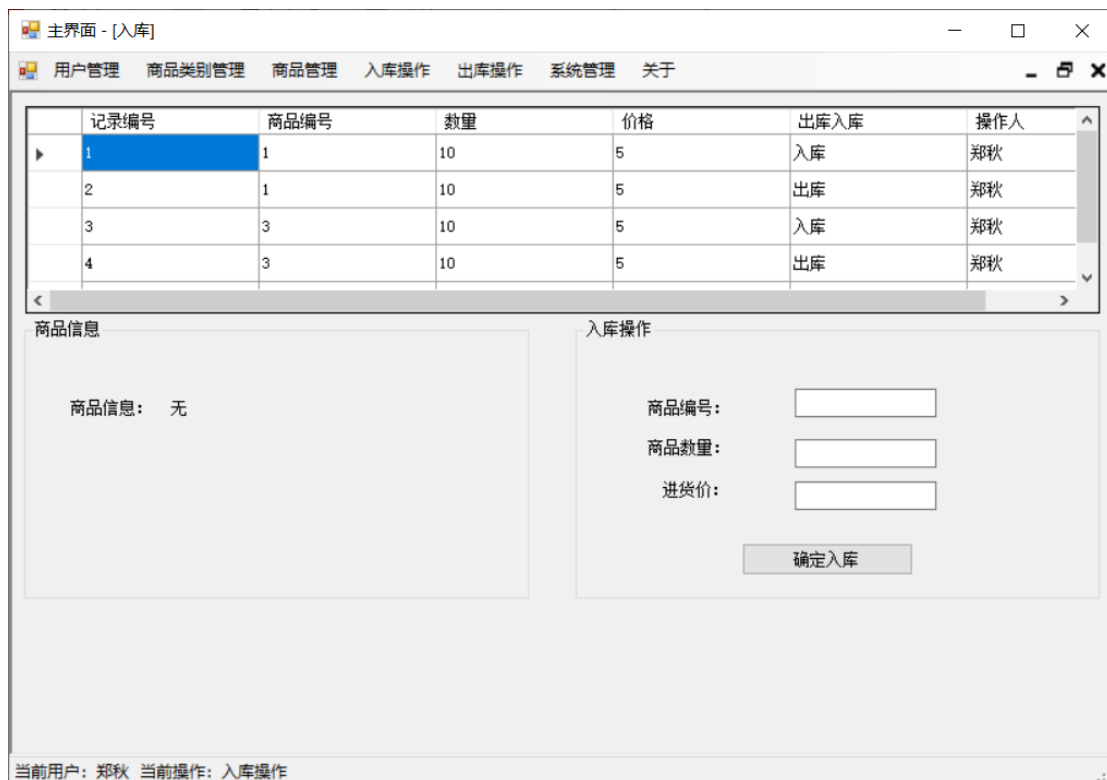 主界面 - [入库]
用户管理 商品类别管理 商品管理 入库操作 出库操作 系统管理 关于
记录编号 商品编号 数量 价格 出库入库 操作人
1 1 10 5 入库 郑秋
2 1 10 5 出库 郑秋
3 3 10 5 入库 郑秋
4 3 10 5 出库 郑秋
商品信息
商品信息： 无
入库操作
商品编号：
商品数量：
进货价：
确定入库
当前用户：郑秋 当前操作：入库操作